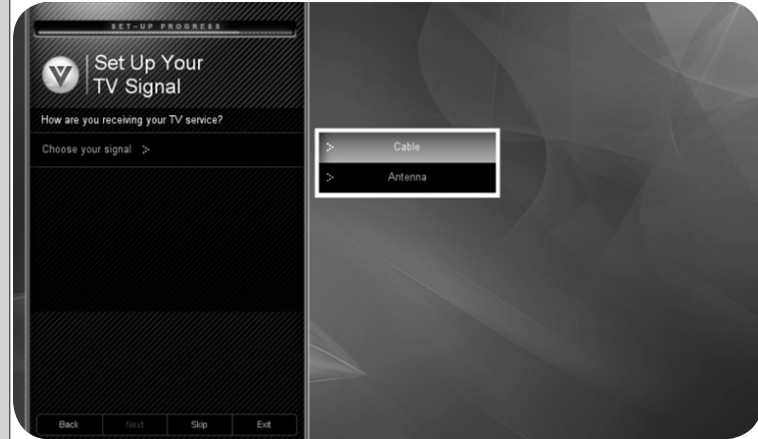 SET-UP PROGRESS
Set Up Your
TV Signal
How are you receiving your TV service?
Choose your signal >
> Cable
> Antenna
Back Next Skip Exit